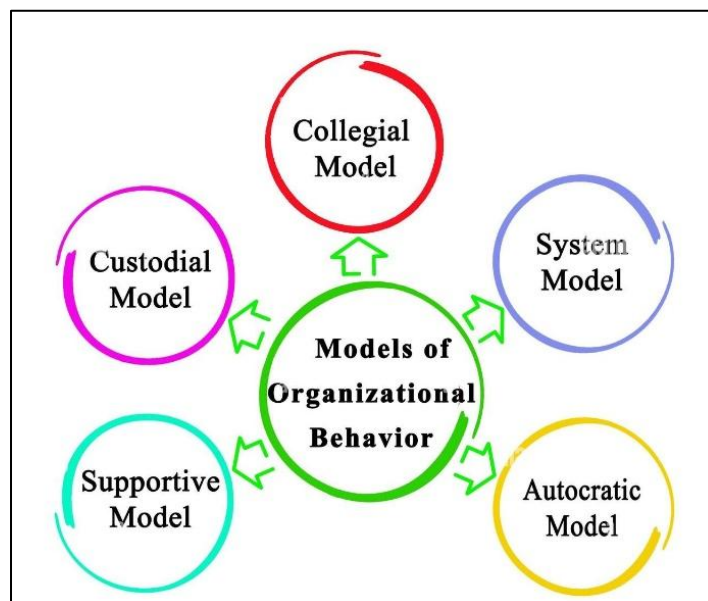 Collegial
Model
Custodial
Model
System
Model
Models of
Organizational
Behavior
Supportive
Model
Autocratic
Model